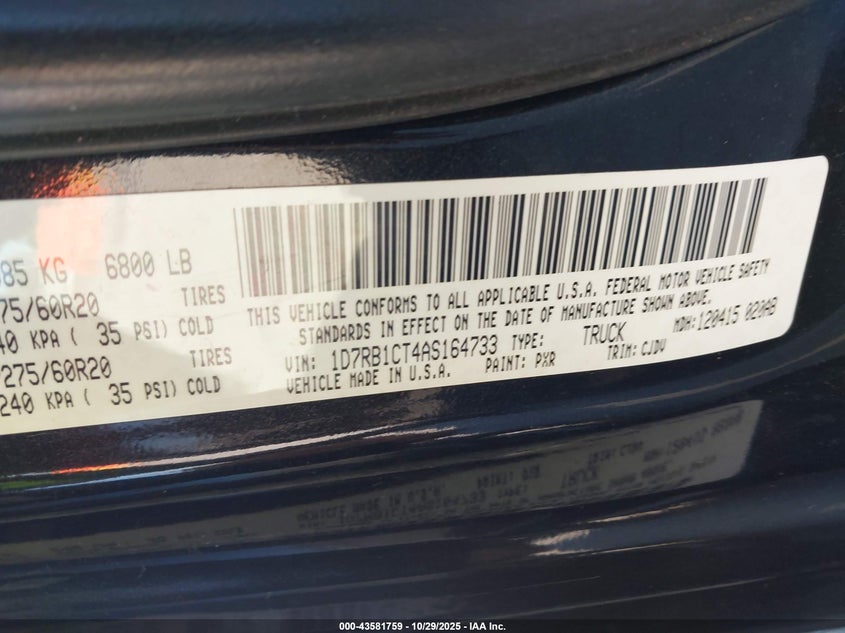 85 KG 6800 LB
75/60R20 TIRES
40 KPA ( 35 PSI) COLD
275/60R20 TIRES
240 KPA ( 35 PSI) COLD
THIS VEHICLE CONFORMS TO ALL APPLICABLE U.S.A. FEDERAL MOTOR VEHICLE SAFETY
STANDARDS IN EFFECT ON THE DATE OF MANUFACTURE SHOWN ABOVE.
VIN: 1D7RB1CT4AS164733 TYPE: TRUCK MDH:120415 020AB
VEHICLE MADE IN U.S.A. PAINT: PXR TRIM: CJDV
000-43581759 | 10/29/2025 - IAA Inc.